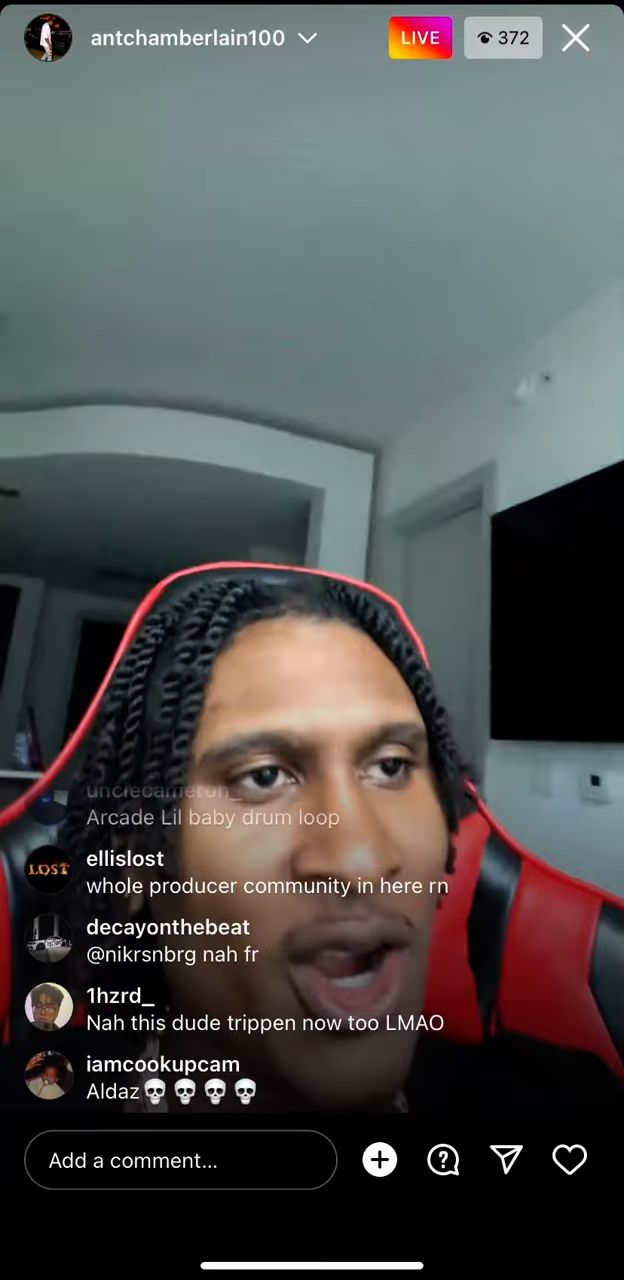 antchamberlain100
LIVE
372
unclecameron_
Arcade Lil baby drum loop
LOST
ellislost
whole producer community in here rn
decayonthebeat
@nikrsnbrg nah fr
1hzrd_
Nah this dude trippen now too LMAO
iamcookupcam
Aldaz💀💀💀💀
Add a comment...